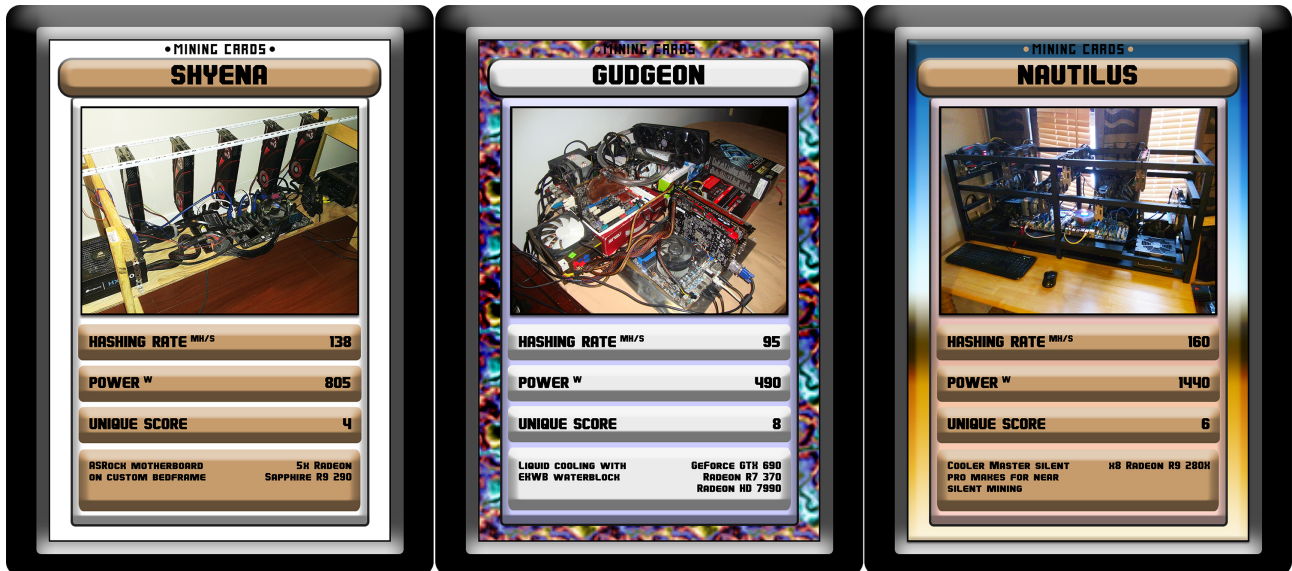 •MINING CARDS•
SHYENA
HASHING RATE MH/S 138
POWER W 805
UNIQUE SCORE 4
ASROCK MOTHERBOARD
ON CUSTOM BEDFRAME
5X RADEON
SAPPHIRE R9 290
•MINING CARDS•
GUDGEON
HASHING RATE MH/S 95
POWER W 490
UNIQUE SCORE 8
LIQUID COOLING WITH
EKWB WATERBLOCK
GEFORCE GTX 690
RADEON R7 370
RADEON HD 7990
•MINING CARDS•
NAUTILUS
HASHING RATE MH/S 160
POWER W 1440
UNIQUE SCORE 6
COOLER MASTER SILENT
PRO MAKES FOR NEAR
SILENT MINING
X8 RADEON R9 280X